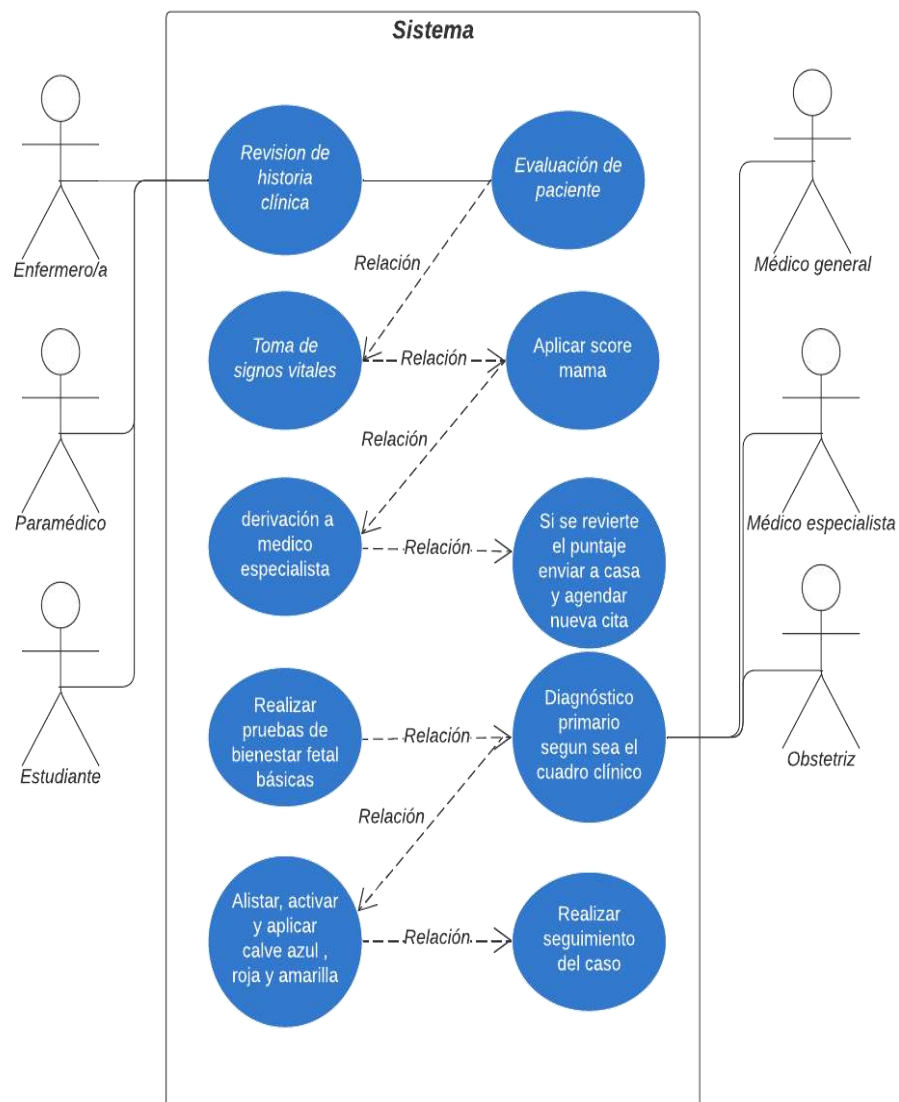 Sistema
Revision de
historia
clínica
Evaluación de
paciente
Enfermero/a
Médico general
Relación
Toma de
signos vitales
Relación
Aplicar score
mama
Relación
Paramédico
Médico especialista
derivación a
medico
especialista
Relación
Si se revierte
el puntaje
enviar a casa
y agendar
nueva cita
Realizar
pruebas de
bienestar fetal
básicas
Relación
Diagnóstico
primario
segun sea el
cuadro clínico
Estudiante
Obstetriz
Relación
Alistar, activar
y aplicar
calve azul ,
roja y amarilla
Relación
Realizar
seguimiento
del caso